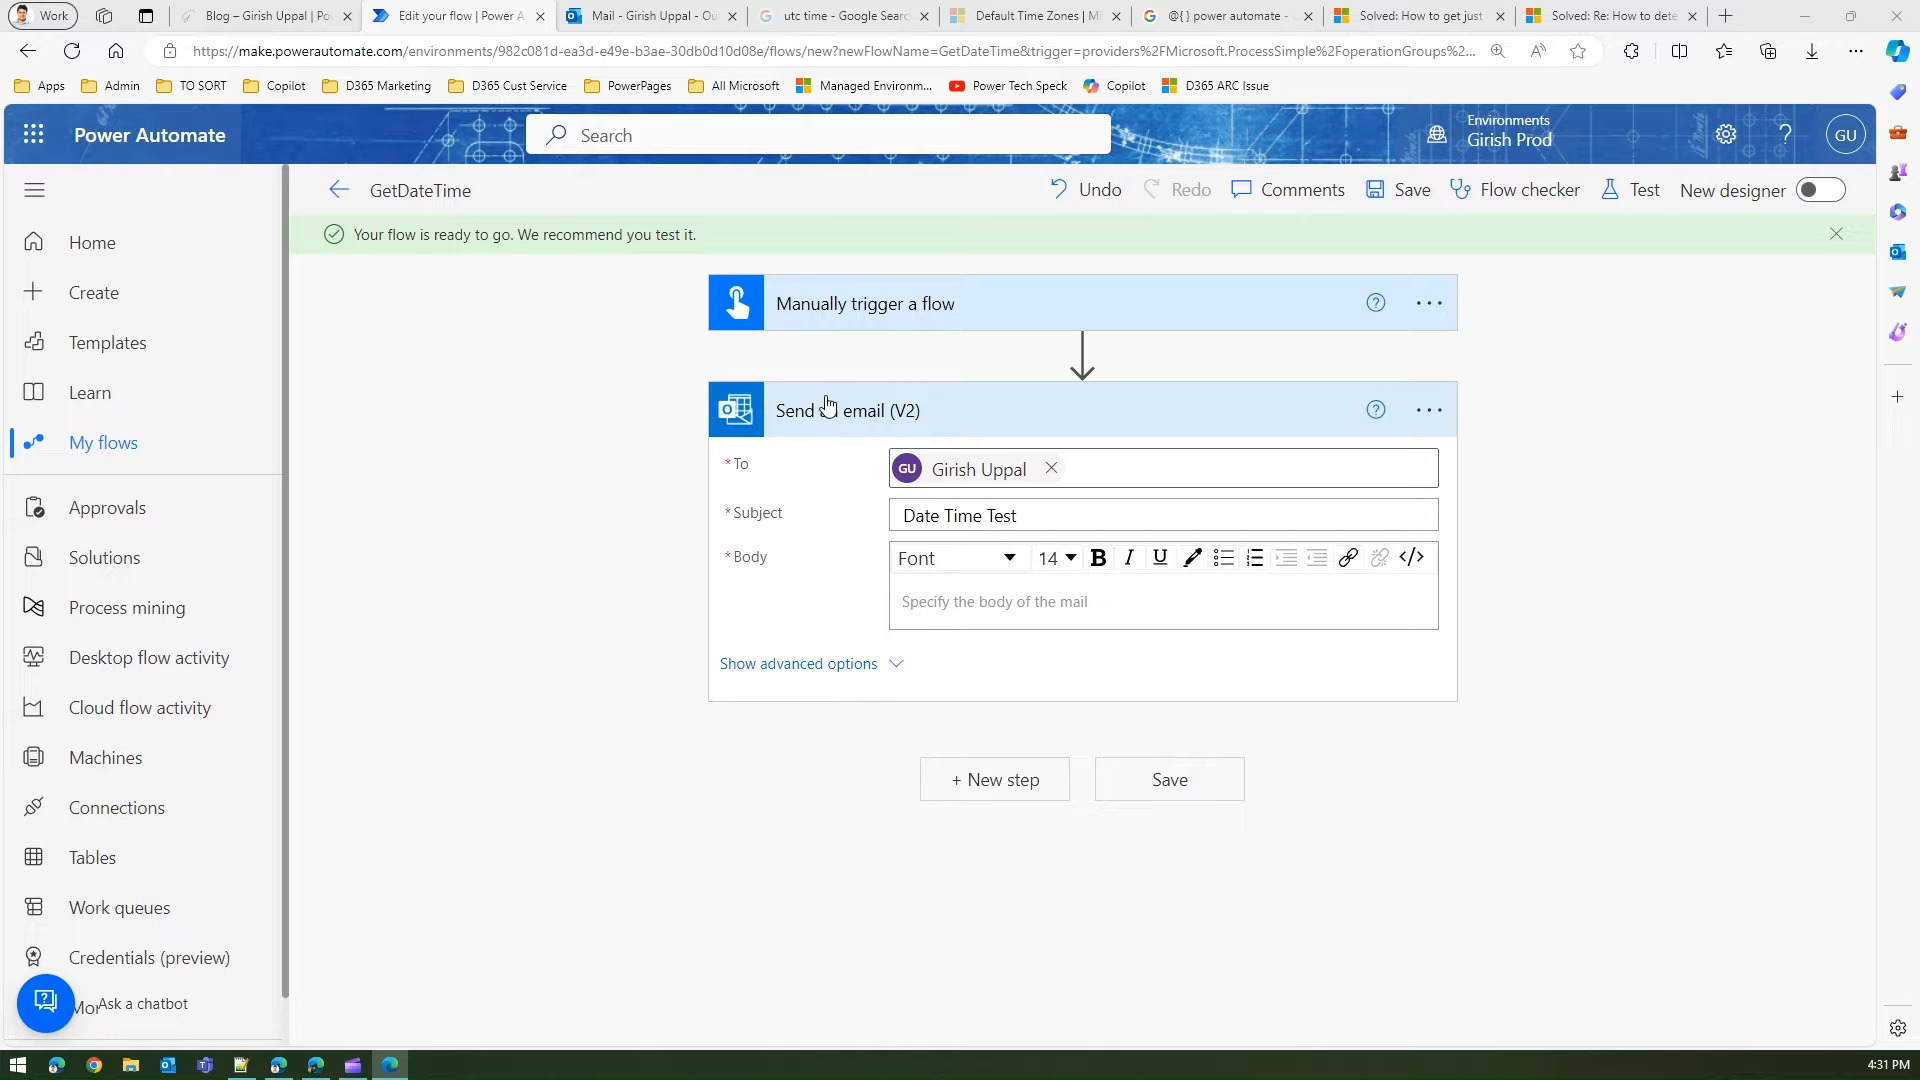 Work
Blog – Girish Uppal | Po
Edit your flow | Power A
Mail - Girish Uppal - Ou
utc time - Google Searc
Default Time Zones | Mi
@{ } power automate -
Solved: How to get just
Solved: Re: How to dete
https://make.powerautomate.com/environments/982c081d-ea3d-e49e-b3ae-30db0d10d08e/flows/new?newFlowName=GetDateTime&trigger=providers%2FMicrosoft.ProcessSimple%2FoperationGroups%2...
Apps
Admin
TO SORT
Copilot
D365 Marketing
D365 Cust Service
PowerPages
All Microsoft
Managed Environm...
Power Tech Speck
Copilot
D365 ARC Issue
Power Automate
Search
Environments
Girish Prod
GU
GetDateTime
Undo
Redo
Comments
Save
Flow checker
Test
New designer
Your flow is ready to go. We recommend you test it.
Home
Create
Templates
Learn
My flows
Approvals
Solutions
Process mining
Desktop flow activity
Cloud flow activity
Machines
Connections
Tables
Work queues
Credentials (preview)
Mor
Ask a chatbot
Manually trigger a flow
Send an email (V2)
* To
GU Girish Uppal
* Subject
Date Time Test
* Body
Font
14
B I U </>
Specify the body of the mail
Show advanced options
+ New step
Save
4:31 PM